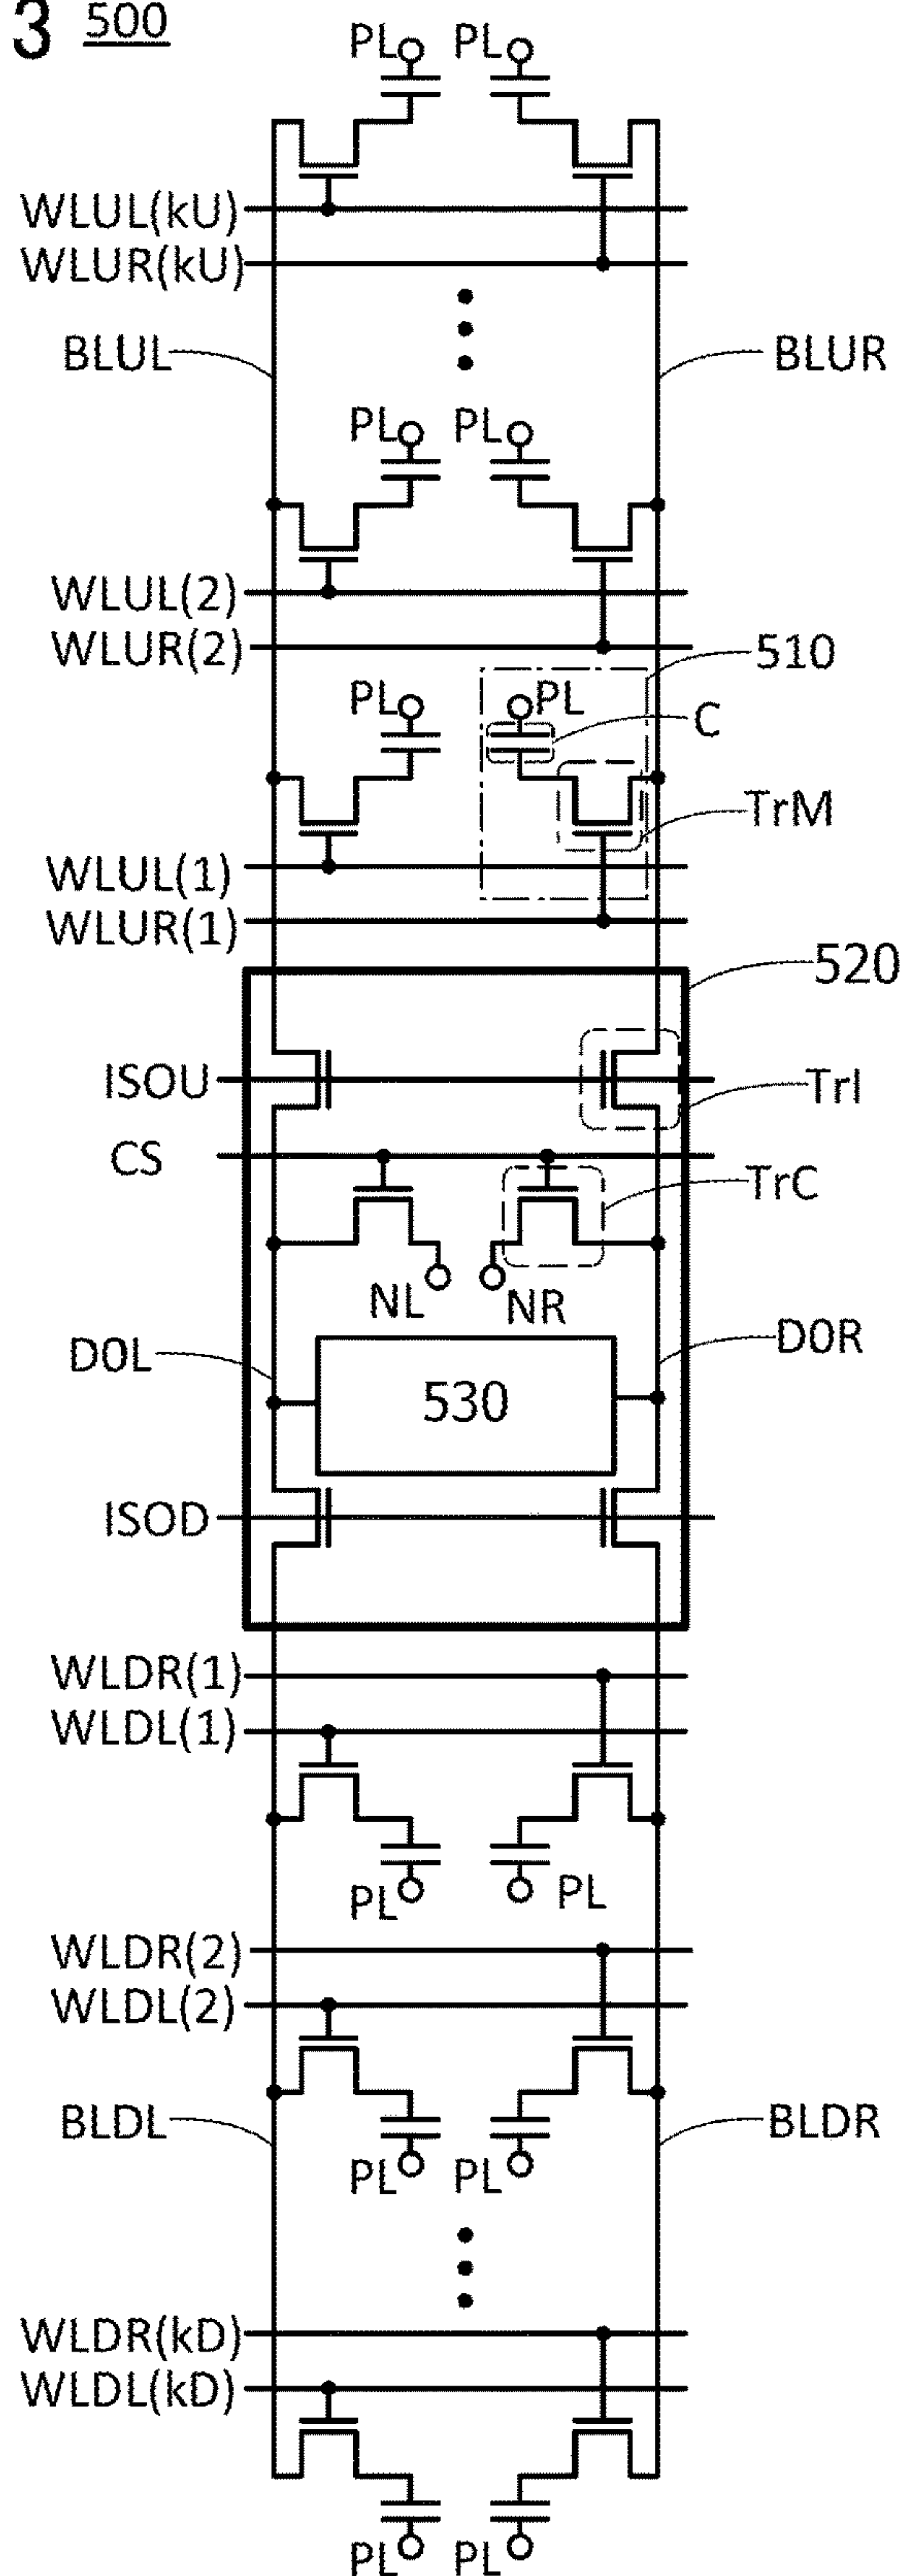 3 500
PL PL
WLUL(kU)
WLUR(kU)
BLUL BLUR
PL PL
WLUL(2)
WLUR(2)
510
PL PL
C
TrM
WLUL(1)
WLUR(1)
520
ISOU
TrI
CS
TrC
NL NR
D0L D0R
530
ISOD
WLDR(1)
WLDL(1)
PL PL
WLDR(2)
WLDL(2)
BLDL BLDR
PL PL
WLDR(kD)
WLDL(kD)
PL PL